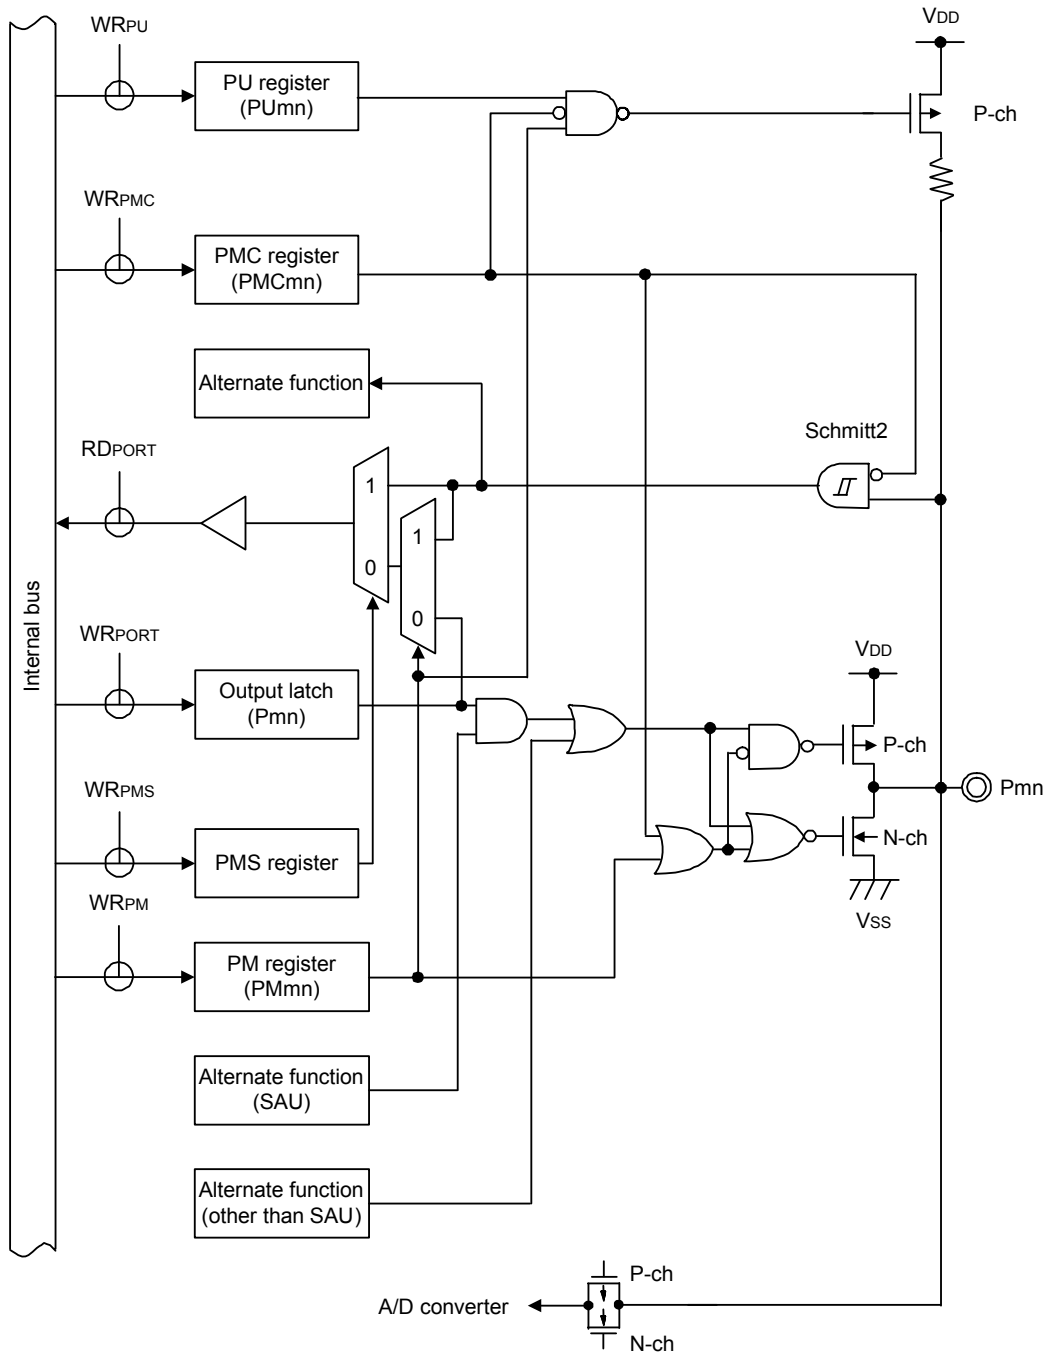 WRPU
VDD
PU register
(PUmn)
P-ch
WRPMC
PMC register
(PMCmn)
Alternate function
Schmitt2
RDPORT
1
1
0
0
Internal bus
WRPORT
Output latch
(Pmn)
VDD
P-ch
Pmn
WRPMS
PMS register
N-ch
WRPM
VSS
PM register
(PMmn)
Alternate function
(SAU)
Alternate function
(other than SAU)
P-ch
A/D converter
N-ch